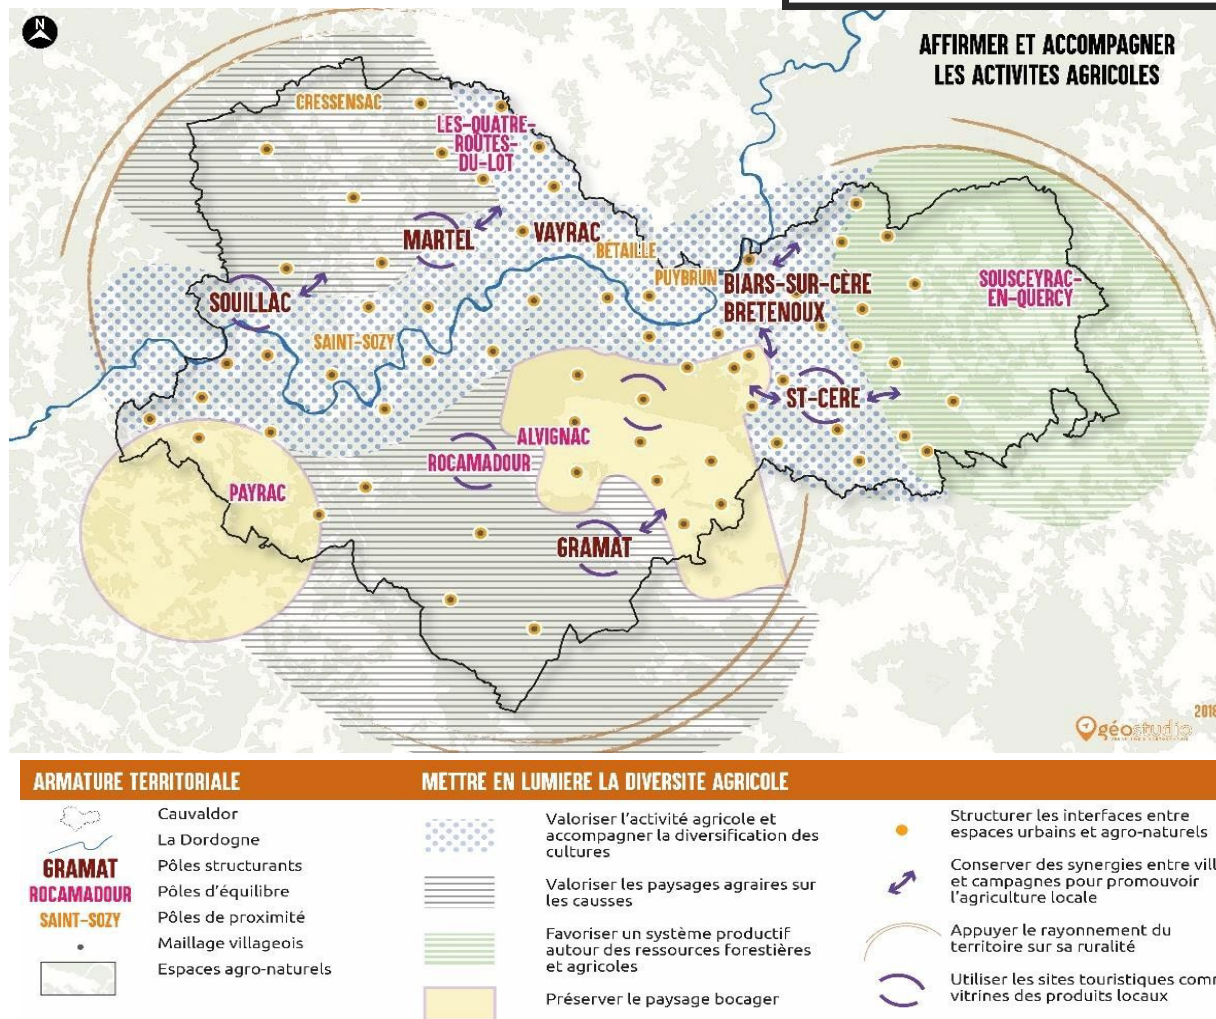 N
AFFIRMER ET ACCOMPAGNER
LES ACTIVITES AGRICOLES
CRESSENSAC
LES-QUATRE-
ROUTES-
DU-LOT
MARTEL
VAYRAC
BETAILLE
PUYBRUN
BIARS-SUR-CÈRE
BRETENOUX
SOUSCEYRAC-
EN-QUERCY
SOUILLAC
SAINT-SOZY
ST-CERE
ALVIGNAC
ROCAMADOUR
PAYRAC
GRAMAT
2018
géostudio
ARMATURE TERRITORIALE
Cauvaldor
La Dordogne
GRAMAT Pôles structurants
ROCAMADOUR Pôles d'équilibre
SAINT-SOZY Pôles de proximité
Maillage villageois
Espaces agro-naturels
METTRE EN LUMIERE LA DIVERSITE AGRICOLE
Valoriser l'activité agricole et
accompagner la diversification des
cultures
Valoriser les paysages agraires sur
les causses
Favoriser un système productif
autour des ressources forestières
et agricoles
Préserver le paysage bocager
Structurer les interfaces entre
espaces urbains et agro-naturels
Conserver des synergies entre vill
et campagnes pour promouvoir
l'agriculture locale
Appuyer le rayonnement du
territoire sur sa ruralité
Utiliser les sites touristiques comm
vitrines des produits locaux